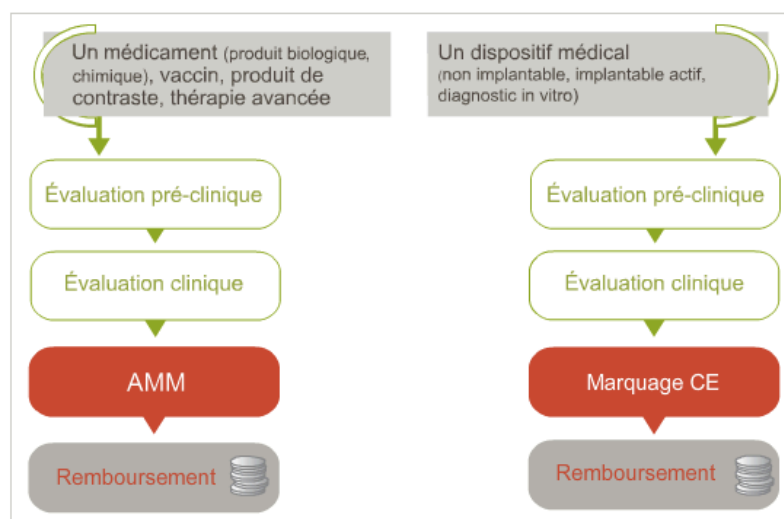 Un médicament (produit biologique,
chimique), vaccin, produit de
contraste, thérapie avancée
Évaluation pré-clinique
Évaluation clinique
AMM
Remboursement
Un dispositif médical
(non implantable, implantable actif,
diagnostic in vitro)
Évaluation pré-clinique
Évaluation clinique
Marquage CE
Remboursement